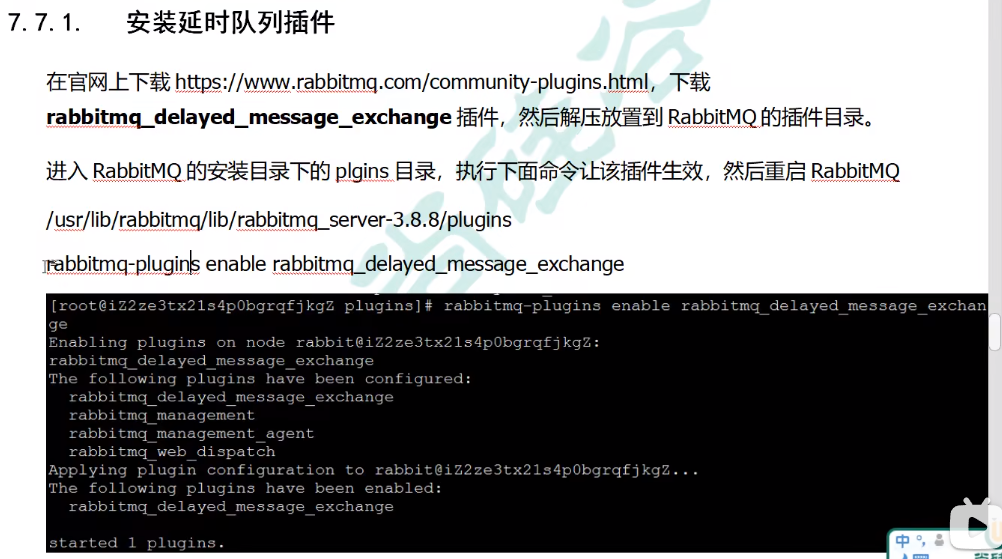 7.7.1. 安装延时队列插件
在官网上下载 https://www.rabbitmq.com/community-plugins.html，下载
rabbitmq_delayed_message_exchange 插件，然后解压放置到 RabbitMQ 的插件目录。
进入 RabbitMQ 的安装目录下的 plgins 目录，执行下面命令让该插件生效，然后重启 RabbitMQ
/usr/lib/rabbitmq/lib/rabbitmq_server-3.8.8/plugins
rabbitmq-plugins enable rabbitmq_delayed_message_exchange
[root@iZ2ze3tx21s4p0bgrqfjkgZ plugins]# rabbitmq-plugins enable rabbitmq_delayed_message_exchan
ge
Enabling plugins on node rabbit@iZ2ze3tx21s4p0bgrqfjkgZ:
rabbitmq_delayed_message_exchange
The following plugins have been configured:
rabbitmq_delayed_message_exchange
rabbitmq_management
rabbitmq_management_agent
rabbitmq_web_dispatch
Applying plugin configuration to rabbit@iZ2ze3tx21s4p0bgrqfjkgZ...
The following plugins have been enabled:
rabbitmq_delayed_message_exchange
started 1 plugins.
中
尚硅谷